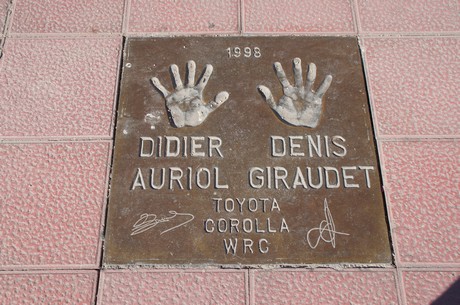 1998
DIDIER DENIS
AURIOL GIRAUDET
TOYOTA
COROLLA
WRC